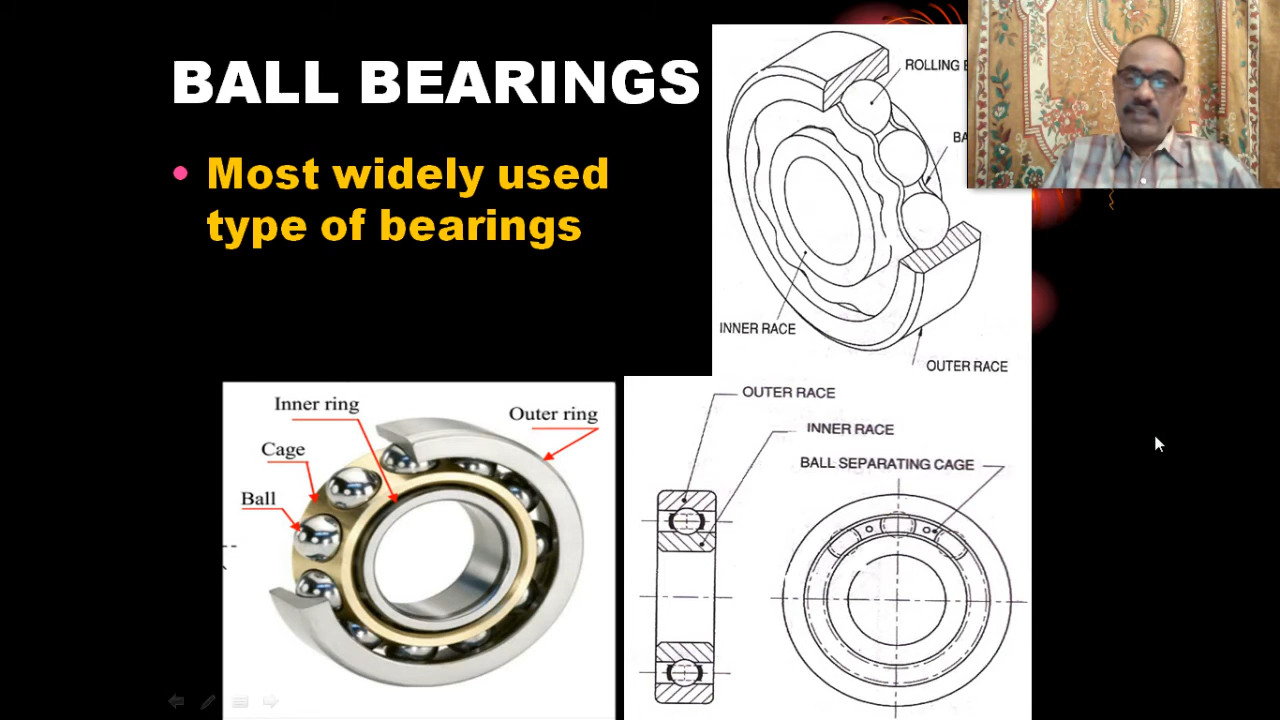 BALL BEARINGS
• Most widely used
type of bearings
ROLLING
INNER RACE
OUTER RACE
Inner ring
Outer ring
Cage
Ball
OUTER RACE
INNER RACE
BALL SEPARATING CAGE